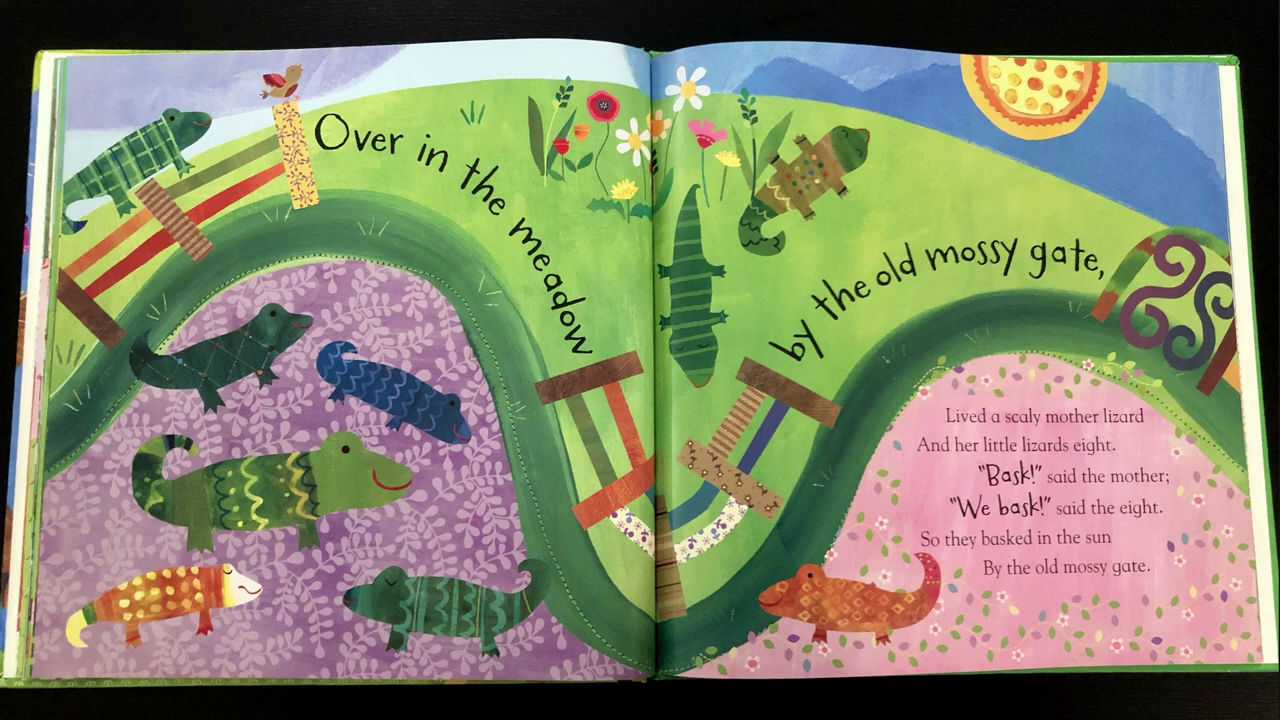 Over in the meadow
by the old mossy gate,
Lived a scaly mother lizard
And her little lizards eight.
"Bask!" said the mother;
"We bask!" said the eight.
So they basked in the sun
By the old mossy gate.